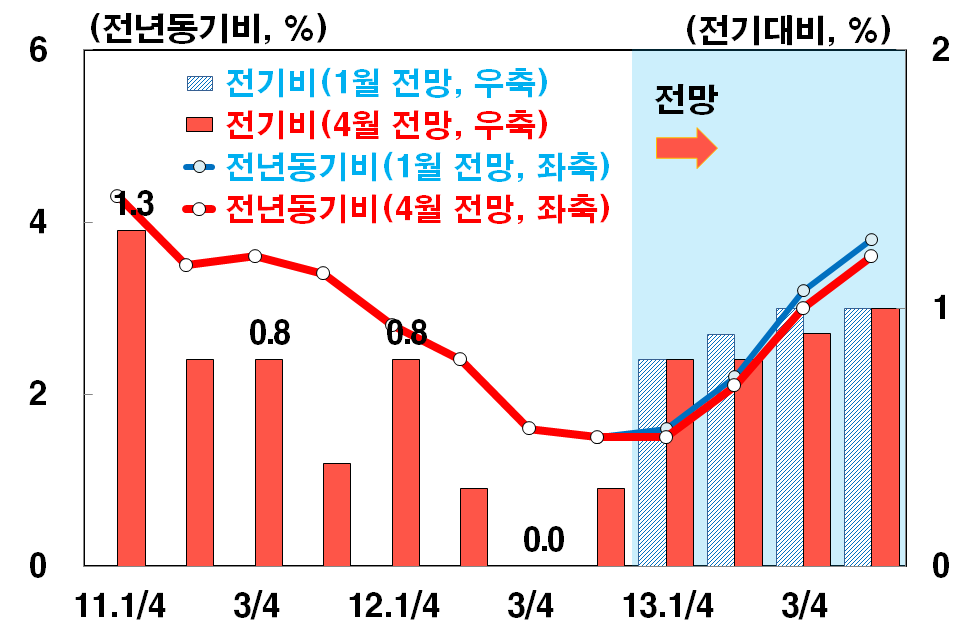 (전년동기비, %)
(전기대비, %)
6
2
전기비(1월 전망, 우축)
전망
전기비(4월 전망, 우축)
전년동기비(1월 전망, 좌축)
전년동기비(4월 전망, 좌축)
1.3
4
0.8
0.8
1
2
0.0
0
0
11.1/4
3/4
12.1/4
3/4
13.1/4
3/4